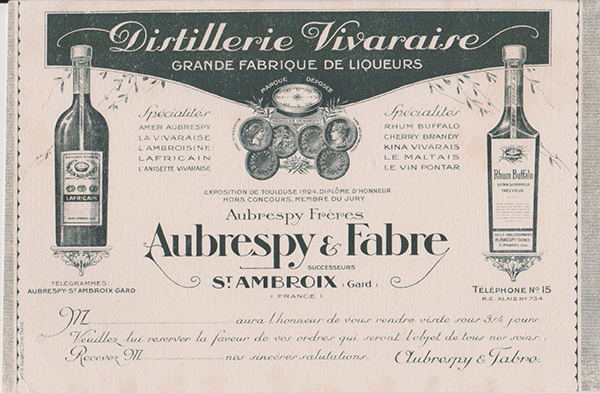 Distillerie Vivaraise
GRANDE FABRIQUE DE LIQUEURS
MARQUE DÉPOSÉE
Spécialités
AMER AUBRESPY
LA VIVARAISE
L'AMBROISINE
LAFRICAIN
L'ANISETTE VIVARAISE
Spécialités
RHUM BUFFALO
CHERRY BRANDY
KINA VIVARAIS
LE MALTAIS
LE VIN PONTAR
LAFRICAIN
Rhum Buffalo
EXPOSITION DE TOULOUSE 1924. DIPLÔME D'HONNEUR
HORS CONCOURS. MEMBRE DU JURY
Aubrespy Frères
Aubrespy & Fabre
SUCCESSEURS
ST AMBROIX (Gard)
(FRANCE)
TÉLÉGRAMMES:
AUBRESPY-ST AMBROIX-GARD
TÉLÉPHONE No 15
R.C. ALAIS No 734
M aura l'honneur de vous rendre visite sous 3/4 jours.
Veuillez lui réserver la faveur de vos ordres qui seront l'objet de tous nos soins.
Recevez M nos sincères salutations. Aubrespy & Fabre.